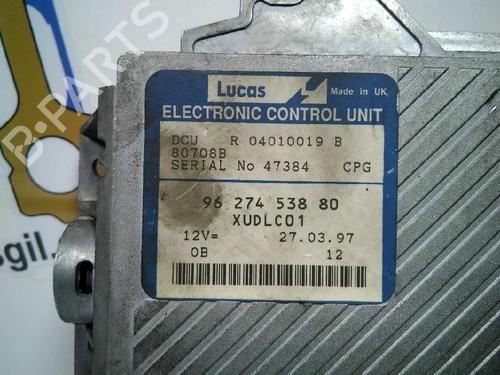 Lucas Made in UK
ELECTRONIC CONTROL UNIT
DCU R 04010019 B
80708B
SERIAL No 47384 CPG
96 274 538 80
XUDLC01
12V= 27.03.97
0B 12
B-PARTS
sgil.